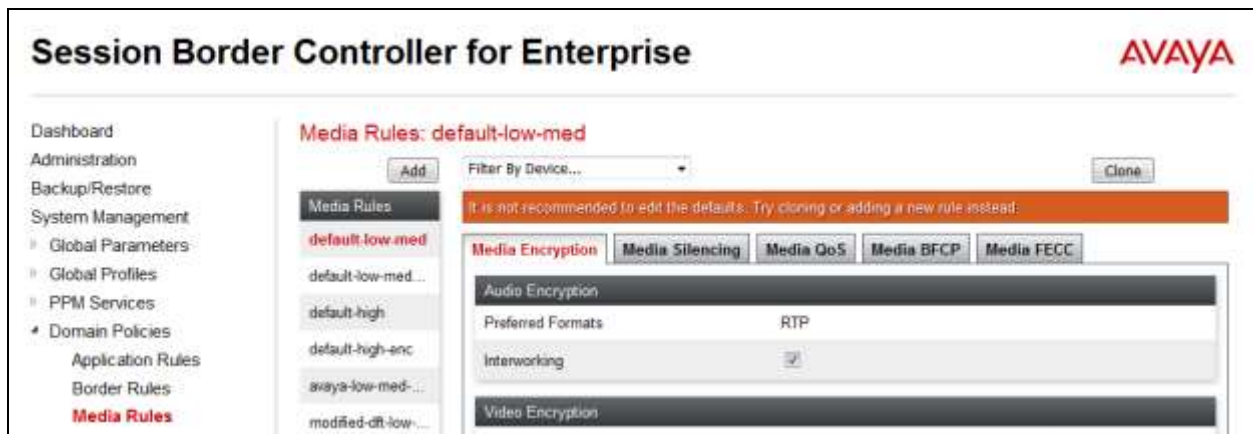 Session Border Controller for Enterprise
AVAYA
Dashboard
Administration
Backup/Restore
System Management
Global Parameters
Global Profiles
PPM Services
Domain Policies
Application Rules
Border Rules
Media Rules
Media Rules: default-low-med
Add
Filter By Device...
Clone
Media Rules
default-low-med
default-low-med...
default-high
default-high-enc
avaya-low-med-...
modified-dft-low-...
It is not recommended to edit the defaults. Try cloning or adding a new rule instead.
Media Encryption Media Silencing Media QoS Media BFCP Media FECC
Audio Encryption
Preferred Formats RTP
Interworking
Video Encryption